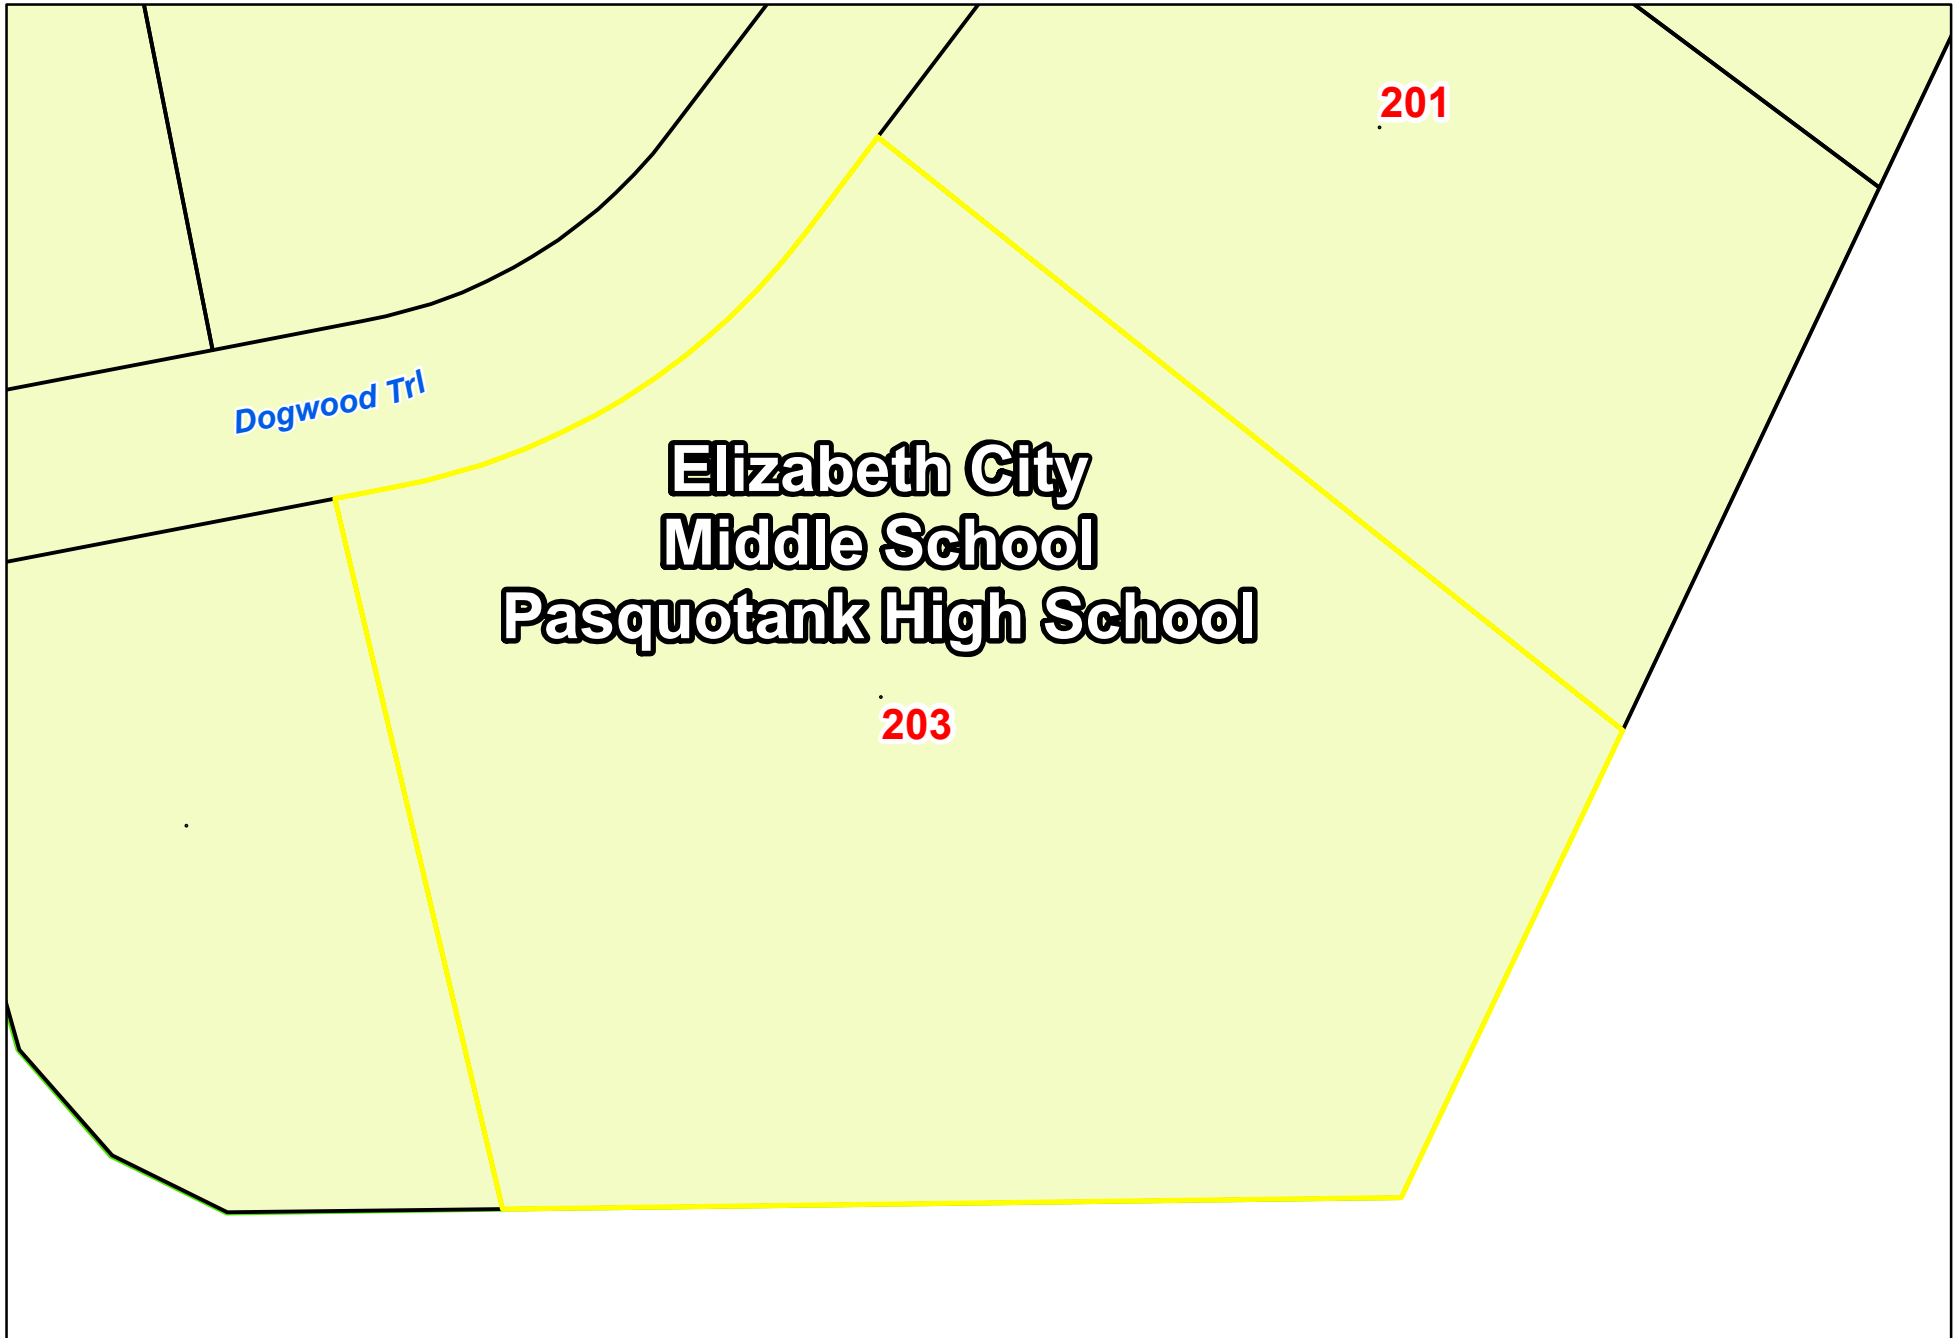 201
Dogwood Trl
Elizabeth City
Middle School
Pasquotank High School
203